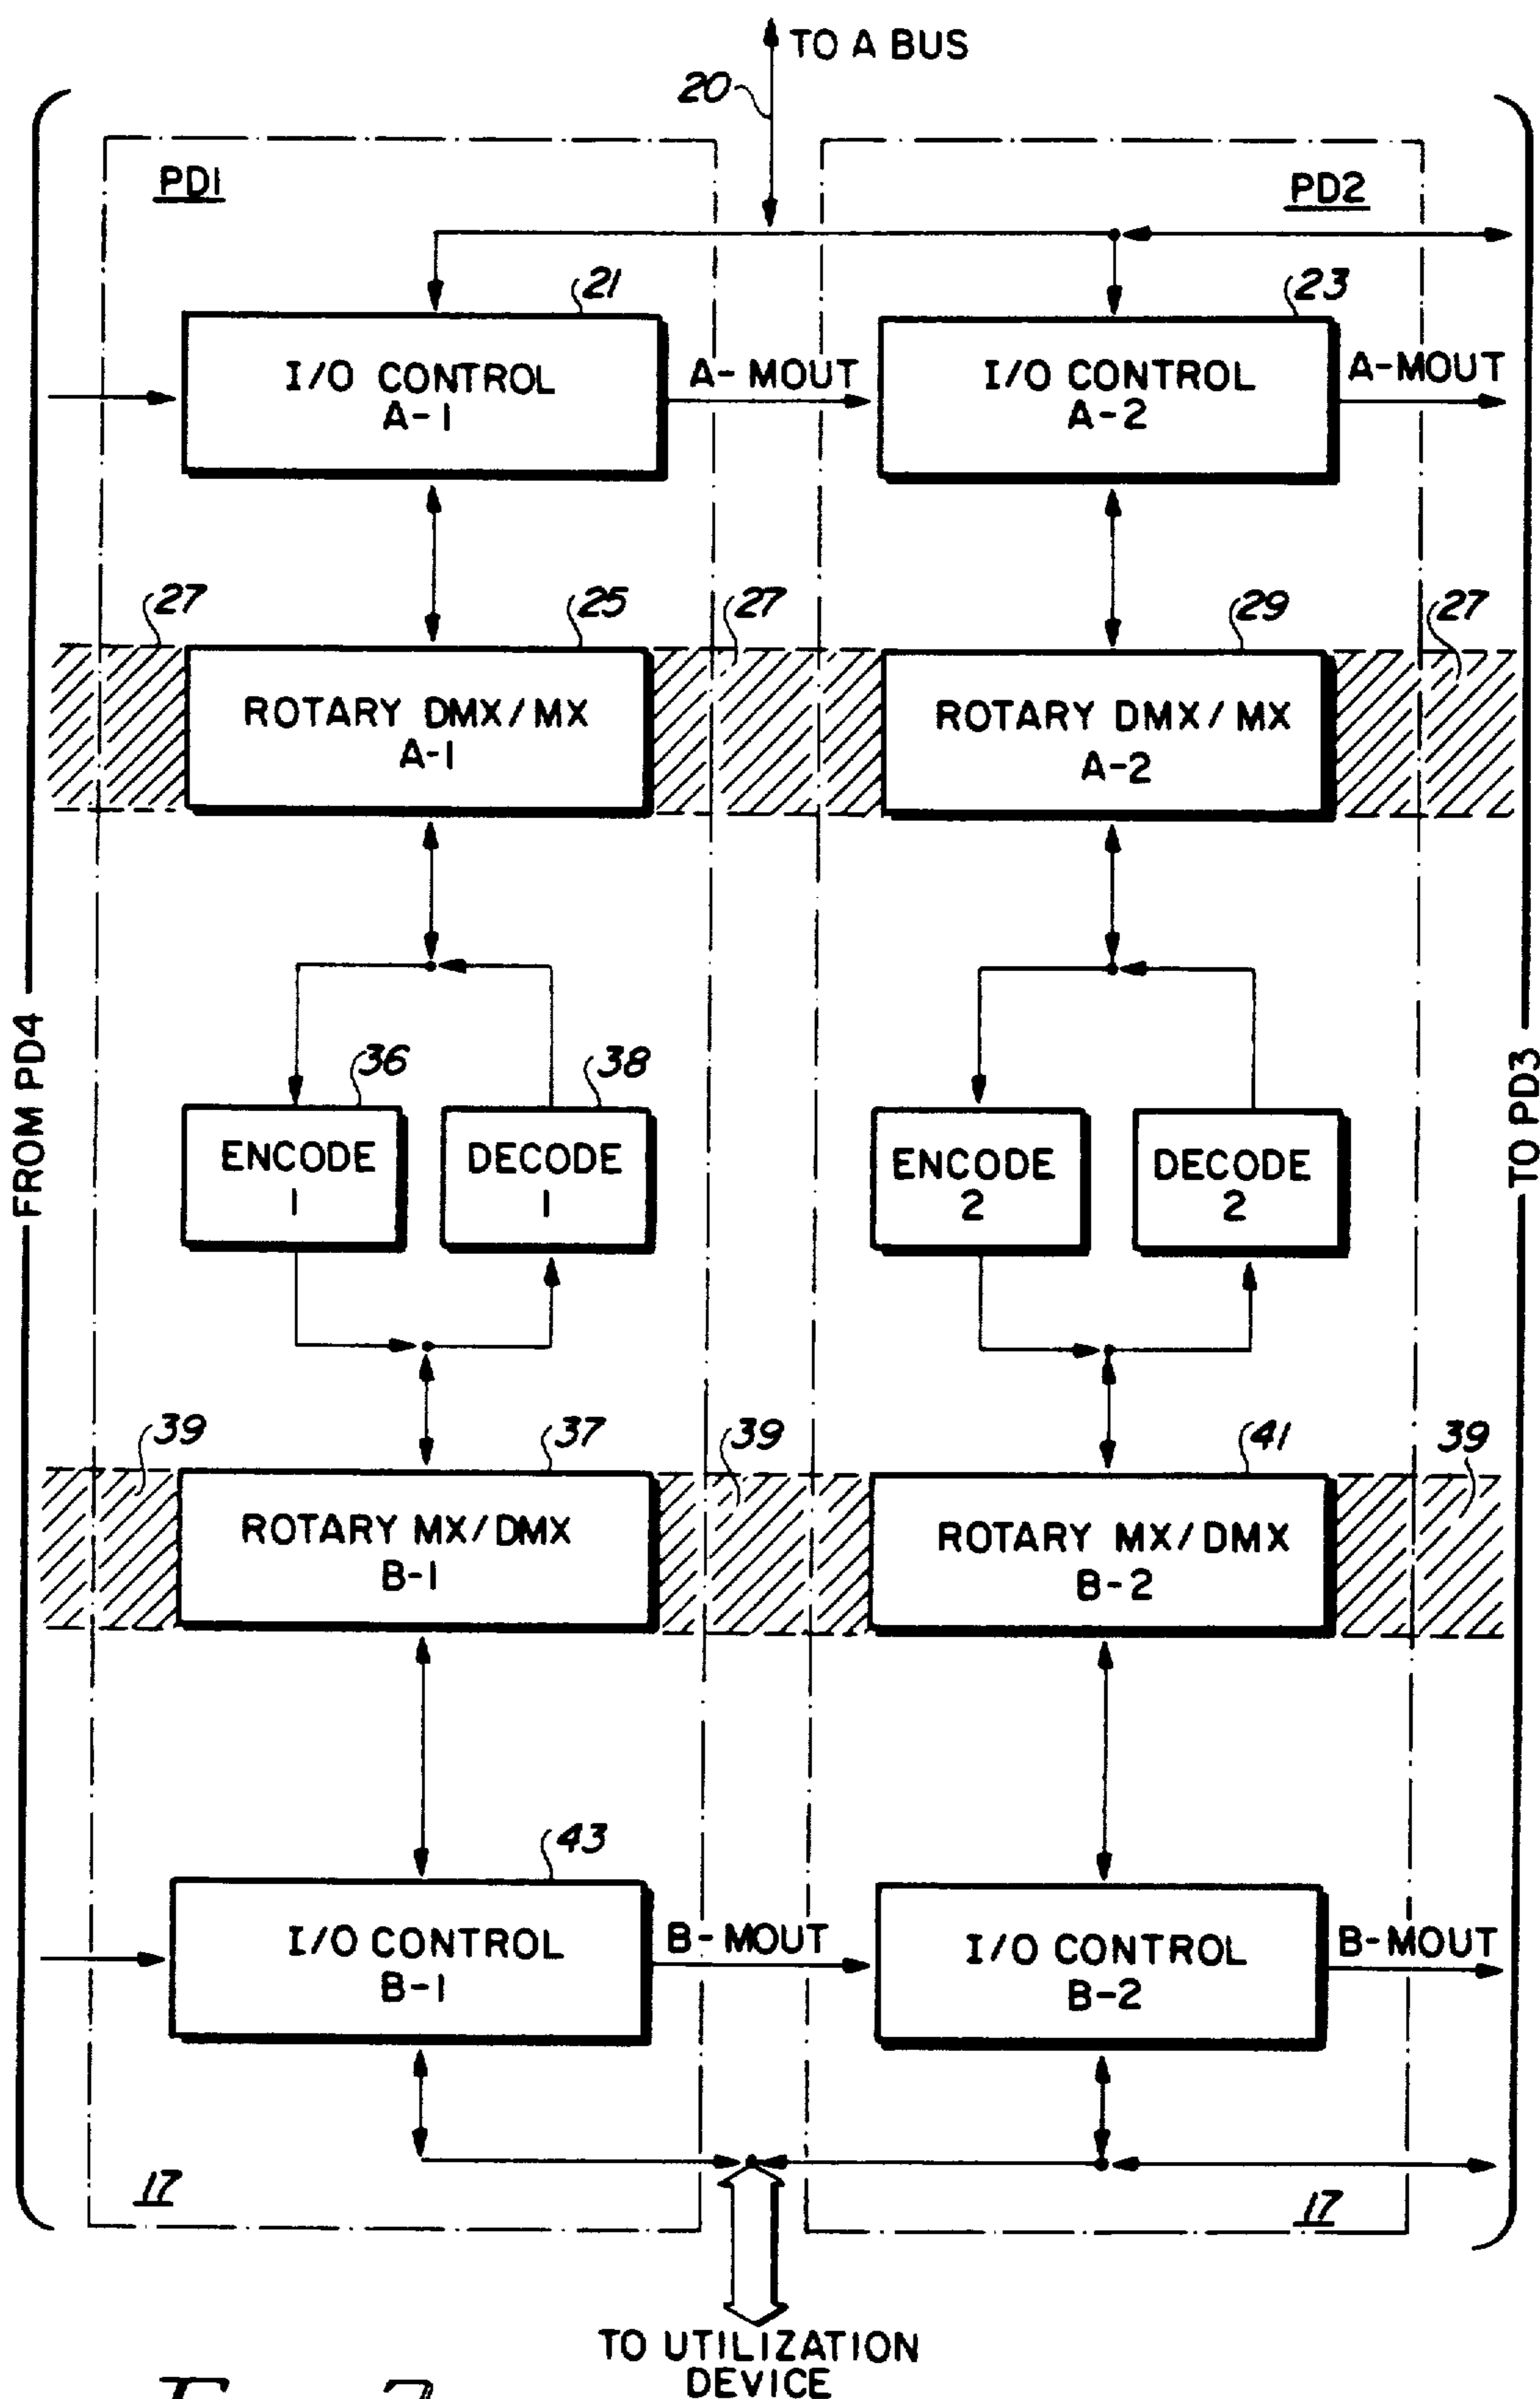 TO A BUS
20
PD1
PD2
21
23
I/O CONTROL
A-1
A-MOUT
I/O CONTROL
A-2
A-MOUT
27
25
27
29
27
ROTARY DMX/MX
A-1
ROTARY DMX/MX
A-2
FROM PD4
TO PD3
36
38
ENCODE
1
DECODE
1
ENCODE
2
DECODE
2
39
37
39
41
39
ROTARY MX/DMX
B-1
ROTARY MX/DMX
B-2
43
I/O CONTROL
B-1
B-MOUT
I/O CONTROL
B-2
B-MOUT
17
17
TO UTILIZATION
DEVICE